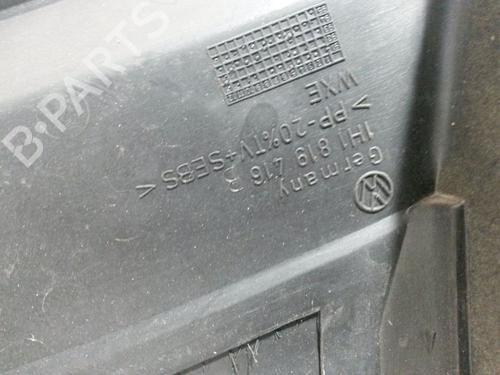 B-PARTS
Germany
1H1 819 416 B
>PP-20%TV+SEBS<
WXE